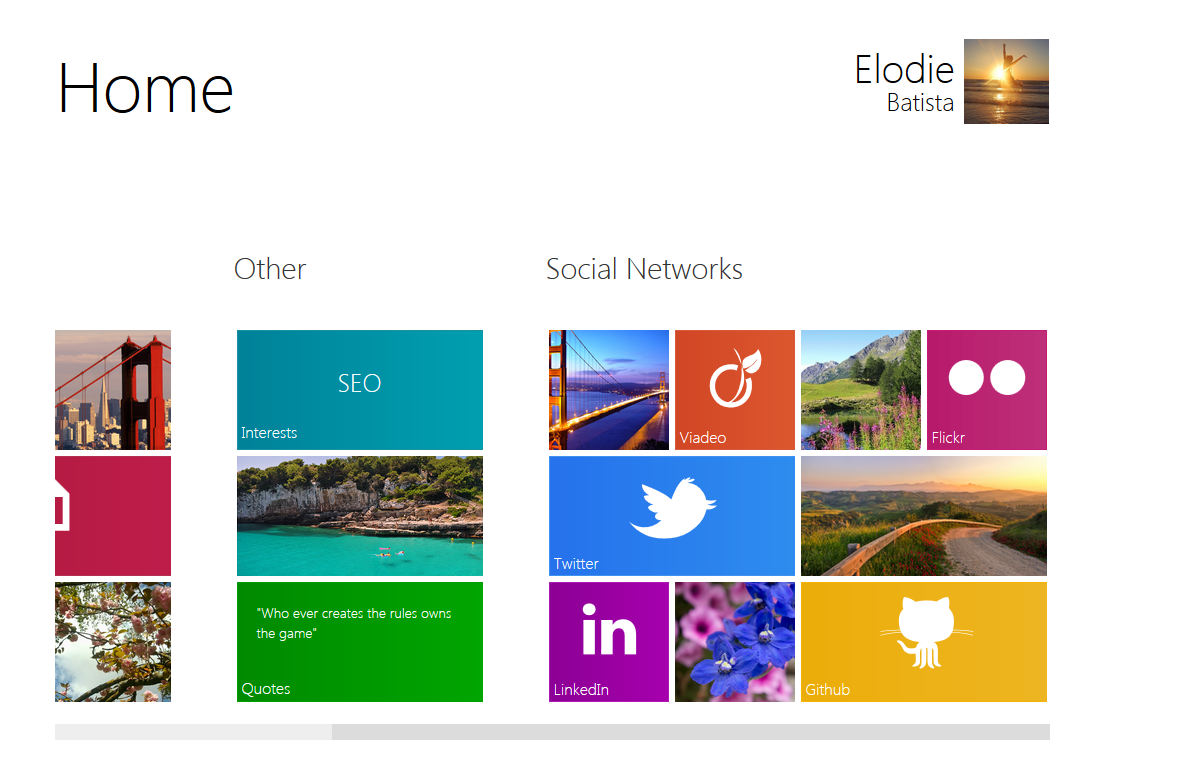 Home
Elodie
Batista
Other
Social Networks
SEO
Interests
Viadeo
Flickr
Twitter
"Who ever creates the rules owns
the game"
Quotes
in
LinkedIn
Github